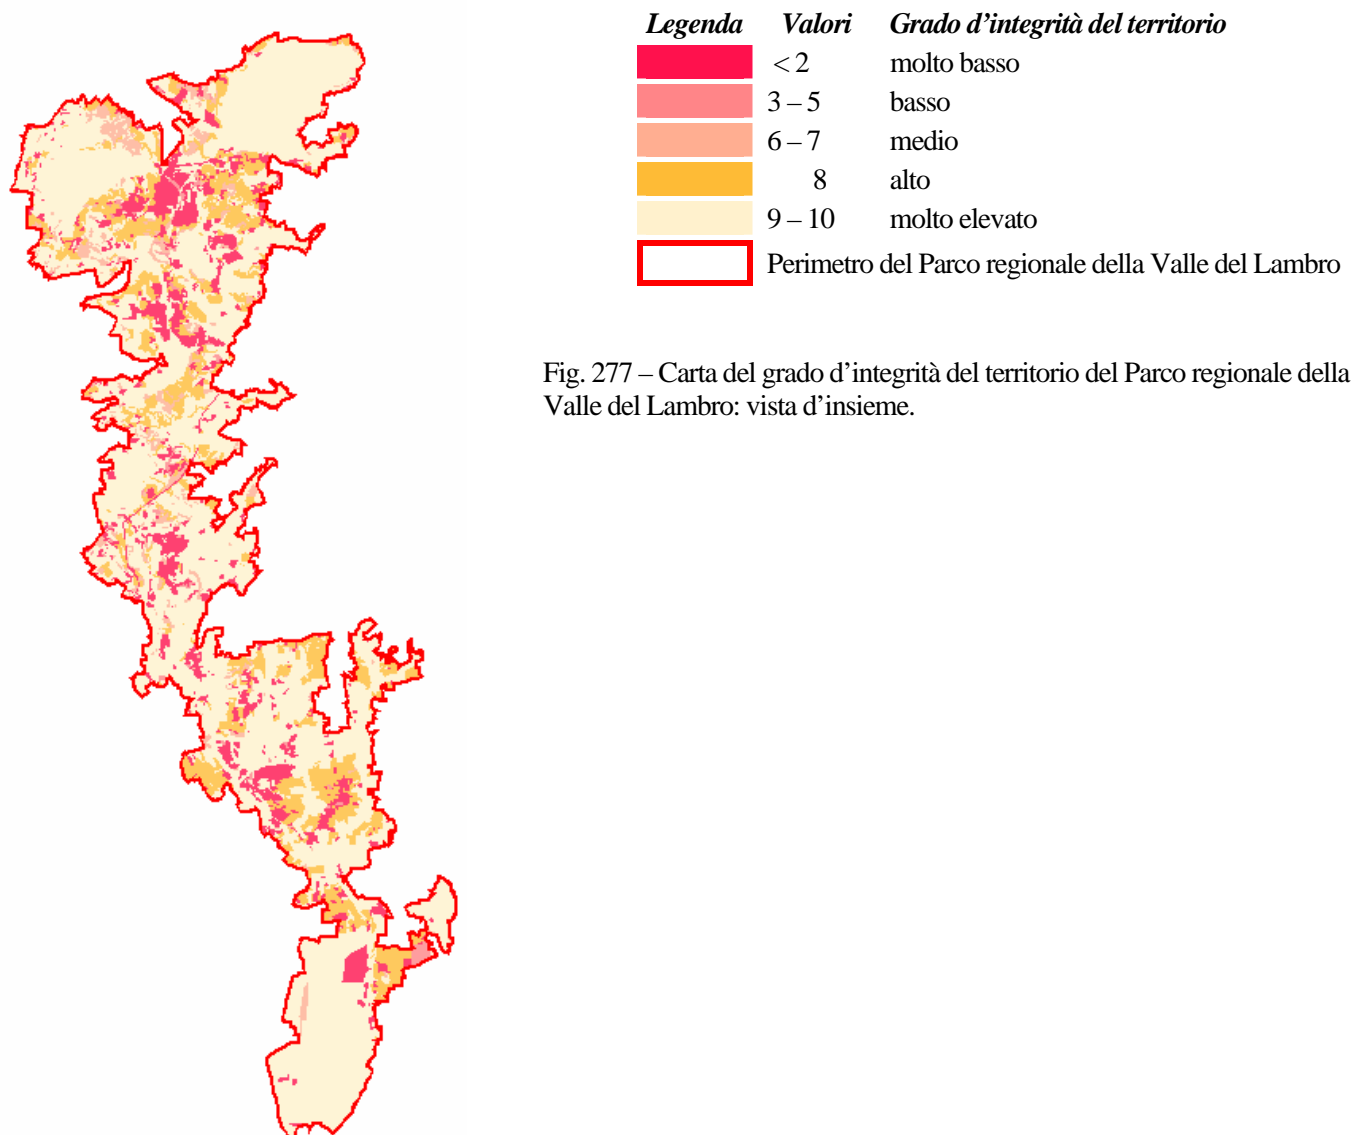 Legenda Valori Grado d’integrità del territorio
< 2 molto basso
3 – 5 basso
6 – 7 medio
8 alto
9 – 10 molto elevato
Perimetro del Parco regionale della Valle del Lambro
Fig. 277 – Carta del grado d’integrità del territorio del Parco regionale della
Valle del Lambro: vista d’insieme.